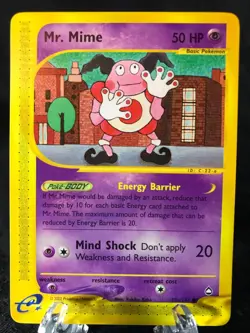 Mr. Mime
50 HP
Basic Pokémon
Poké-BODY
Energy Barrier
If Mr. Mime would be damaged by an attack, reduce that
damage by 10 for each basic Energy card attached to
Mr. Mime. The maximum amount of damage that can
be reduced by Energy Barrier is 20.
Mind Shock Don't apply
Weakness and Resistance.
20
weakness
resistance
retreat cost
e